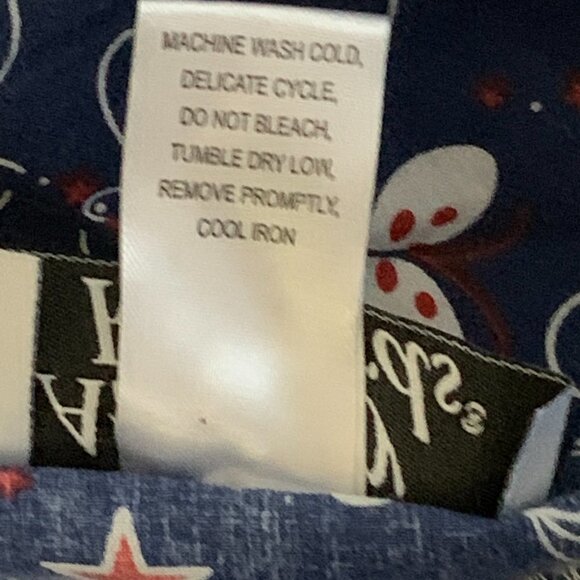 MACHINE WASH COLD,
DELICATE CYCLE,
DO NOT BLEACH,
TUMBLE DRY LOW,
REMOVE PROMPTLY,
COOL IRON